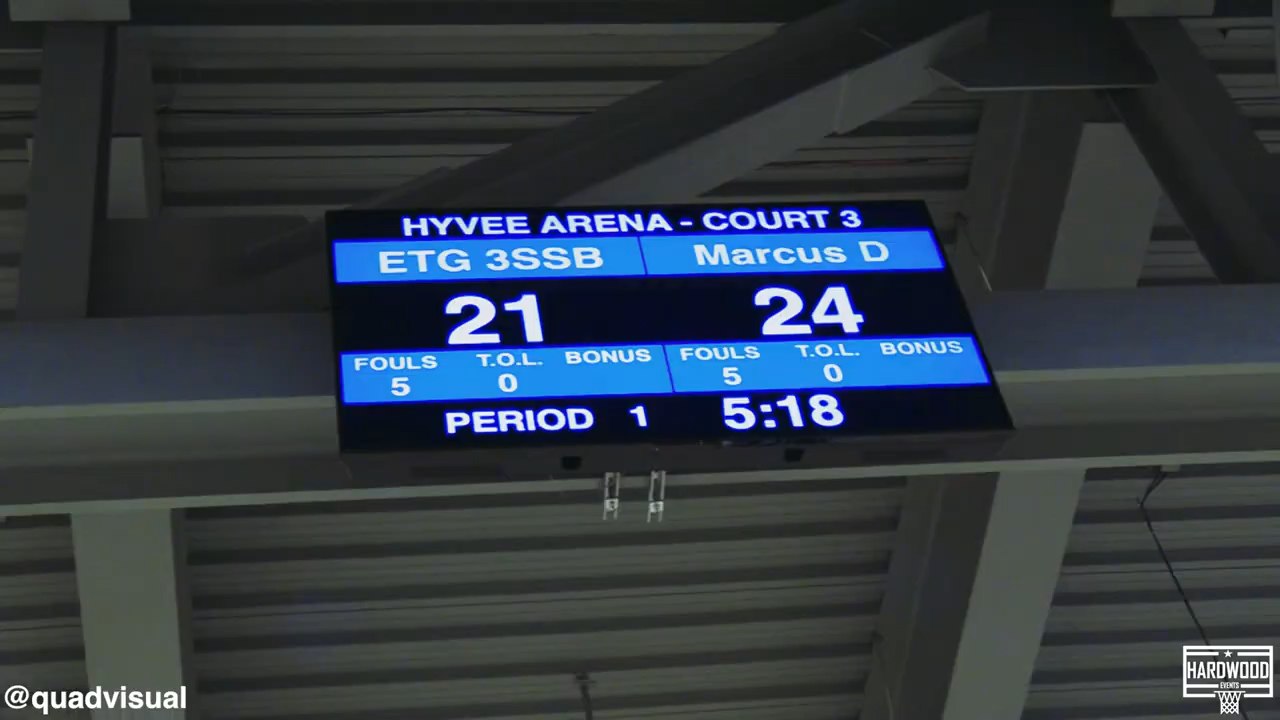 HYVEE ARENA - COURT 3
ETG 3SSB Marcus D
21 24
FOULS T.O.L. BONUS FOULS T.O.L. BONUS
5 0 5 0
PERIOD 1 5:18
@quadvisual
HARDWOOD
EVENTS